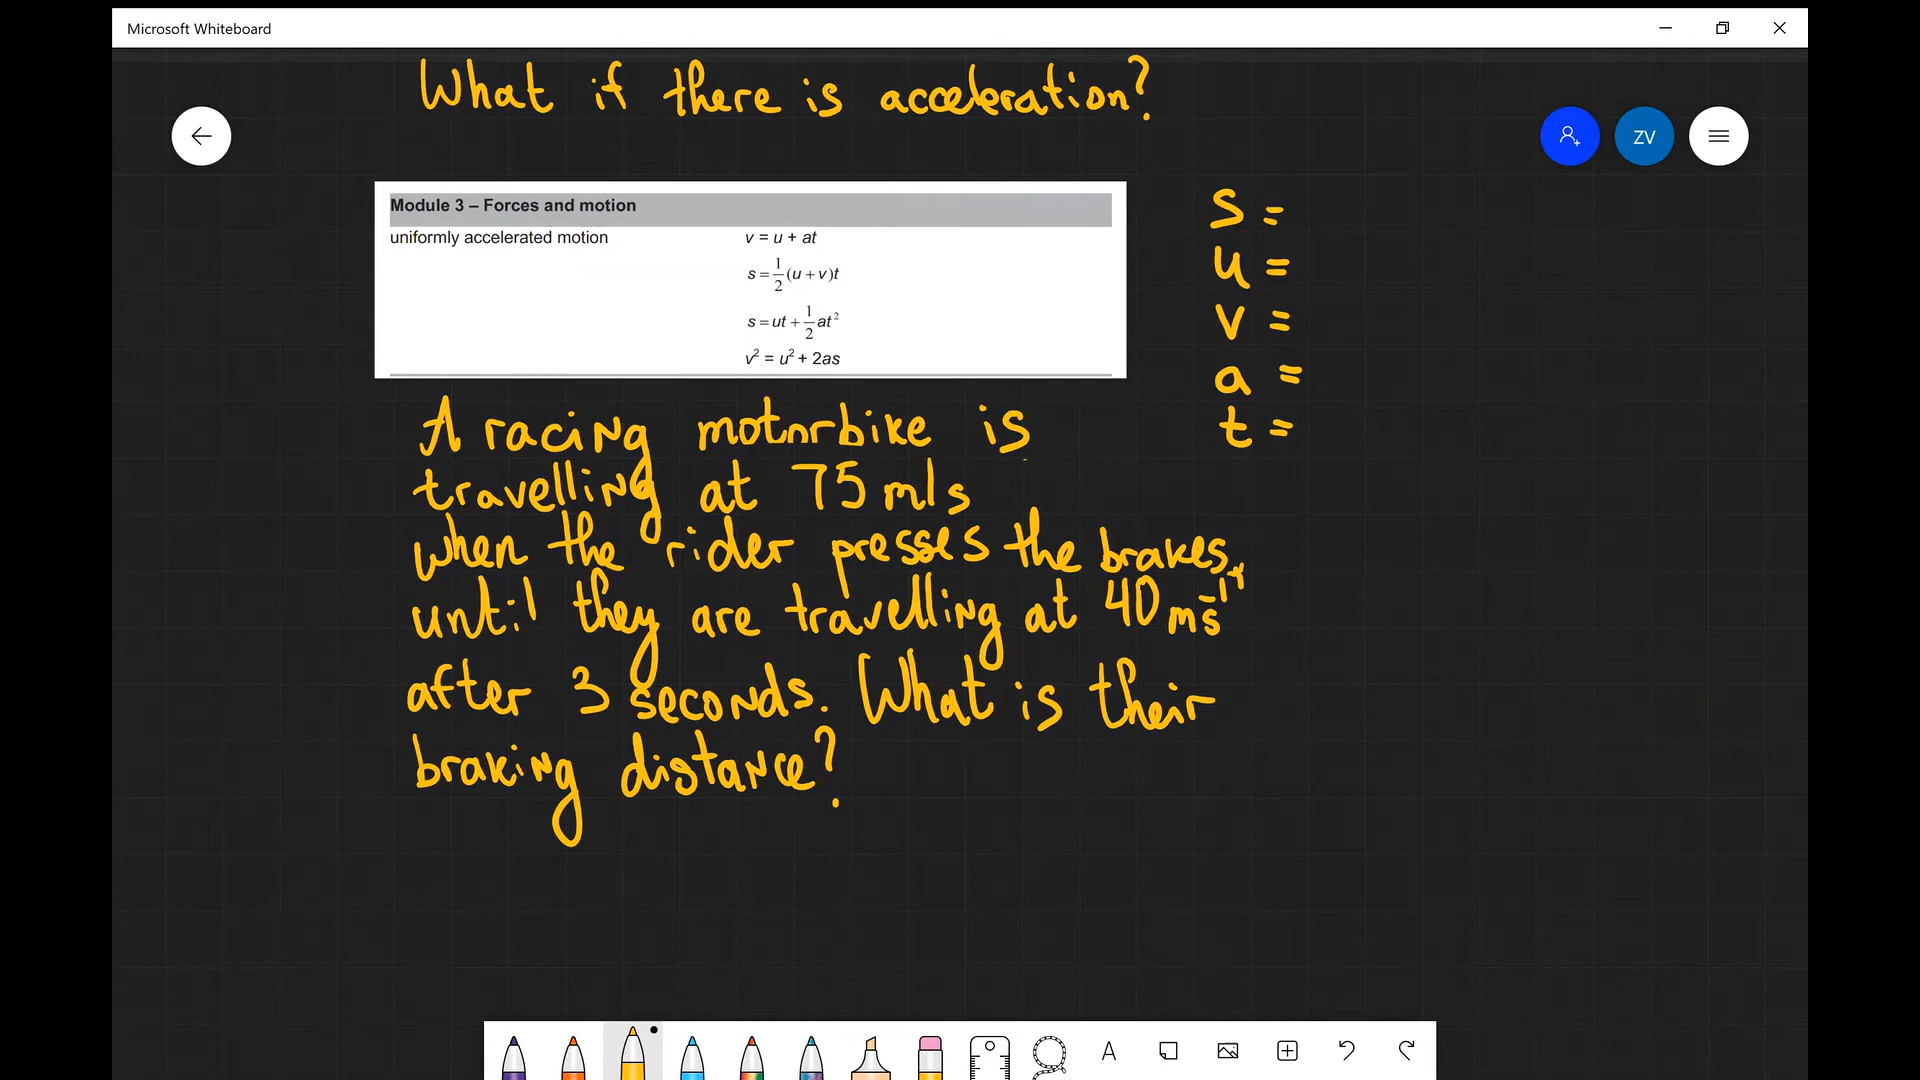 Microsoft Whiteboard
What if there is acceleration?
ZV
Module 3 – Forces and motion
uniformly accelerated motion
v = u + at
s = 1/2 (u + v)t
s = ut + 1/2 at²
v² = u² + 2as
s =
u =
v =
a =
t =
A racing motorbike is
travelling at 75 m/s
when the rider presses the brakes
until they are travelling at 40 ms⁻¹
after 3 seconds. What is their
braking distance?
A